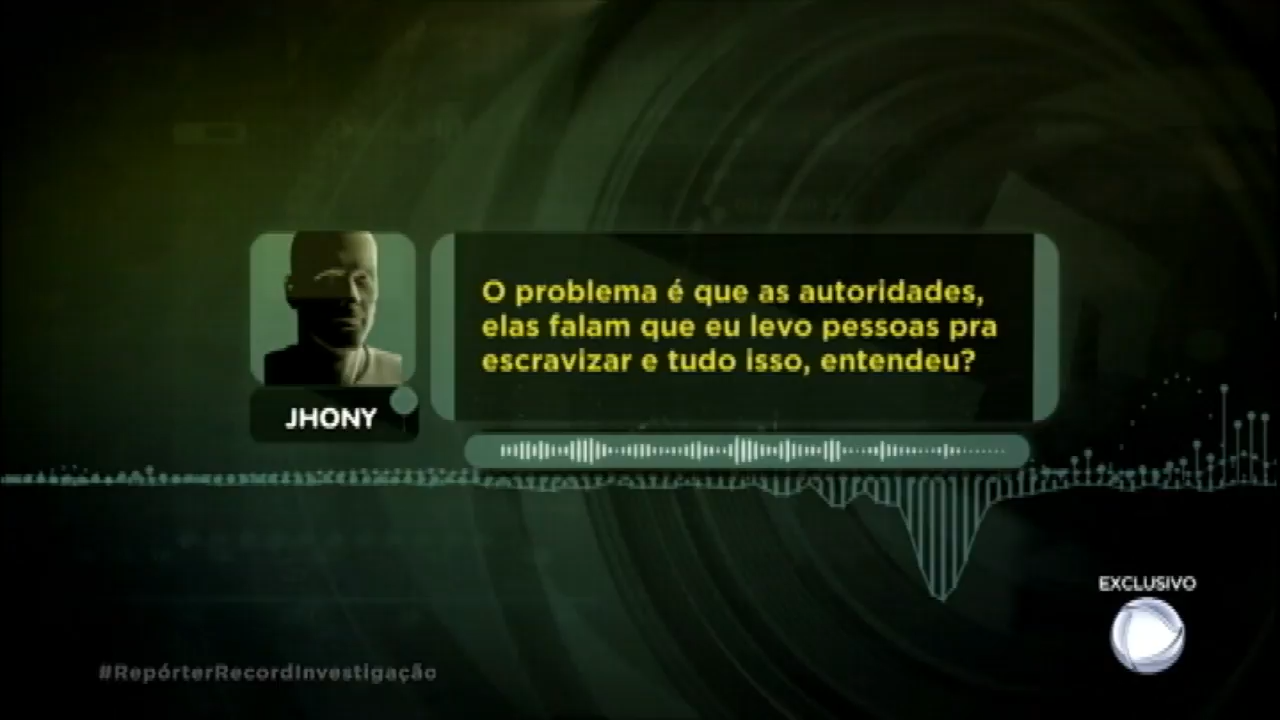 O problema é que as autoridades,
elas falam que eu levo pessoas pra
escravizar e tudo isso, entendeu?
JHONY
EXCLUSIVO
#RepórterRecordInvestigação